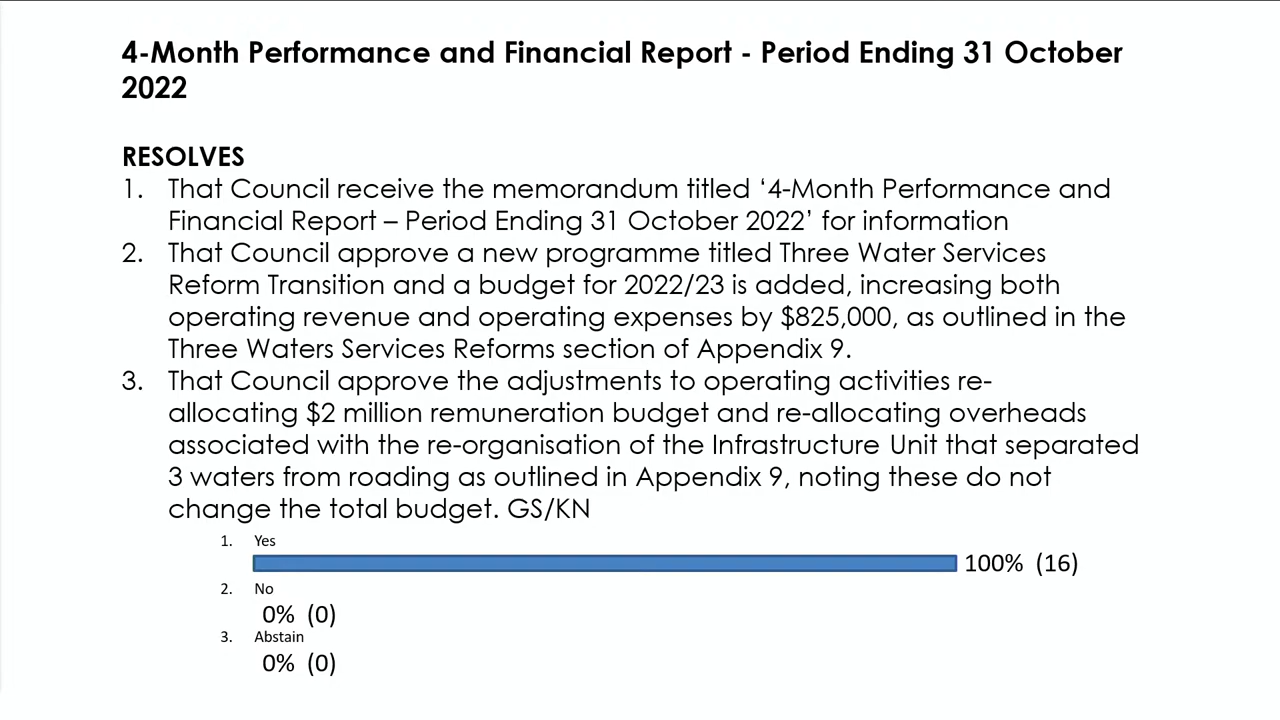 4-Month Performance and Financial Report - Period Ending 31 October
2022
RESOLVES
1. That Council receive the memorandum titled ‘4-Month Performance and
Financial Report – Period Ending 31 October 2022’ for information
2. That Council approve a new programme titled Three Water Services
Reform Transition and a budget for 2022/23 is added, increasing both
operating revenue and operating expenses by $825,000, as outlined in the
Three Waters Services Reforms section of Appendix 9.
3. That Council approve the adjustments to operating activities re-
allocating $2 million remuneration budget and re-allocating overheads
associated with the re-organisation of the Infrastructure Unit that separated
3 waters from roading as outlined in Appendix 9, noting these do not
change the total budget. GS/KN
1. Yes
100% (16)
2. No
0% (0)
3. Abstain
0% (0)